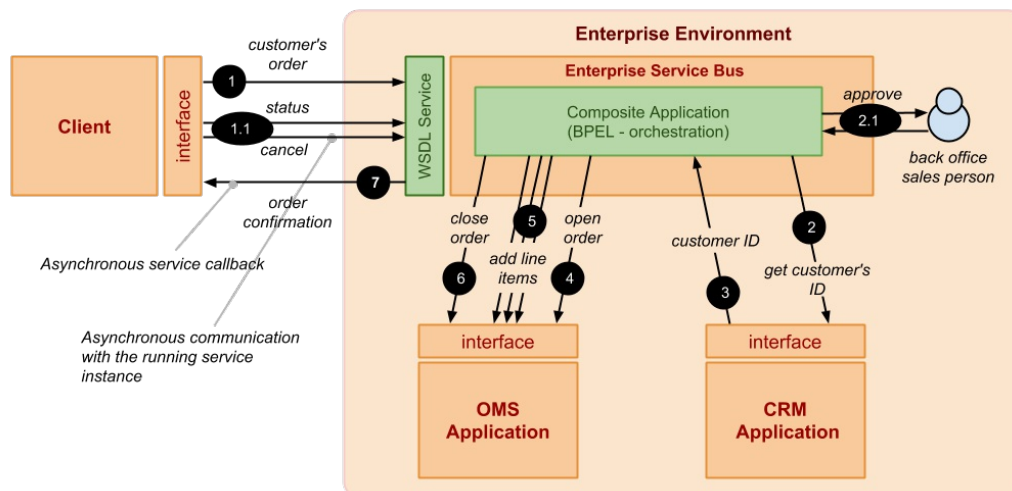 Enterprise Environment
customer's
order
1
status
1.1
cancel
7
order
confirmation
Client
interface
WSDL Service
Enterprise Service Bus
Composite Application
(BPEL - orchestration)
approve
2.1
back office
sales person
close
order
5
add line
items
open
order
6
4
customer ID
2
get customer's
ID
3
Asynchronous service callback
Asynchronous communication
with the running service
instance
interface
OMS
Application
interface
CRM
Application